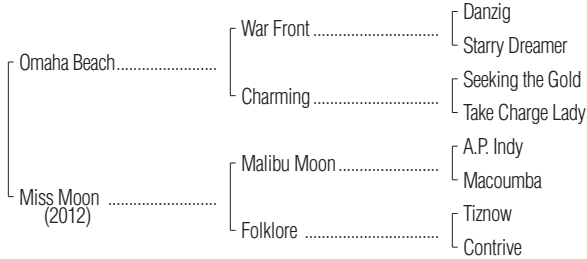 Danzig
War Front
Starry Dreamer
Omaha Beach
Seeking the Gold
Charming
Take Charge Lady
A.P. Indy
Malibu Moon
Macoumba
Miss Moon
(2012)
Tiznow
Folklore
Contrive